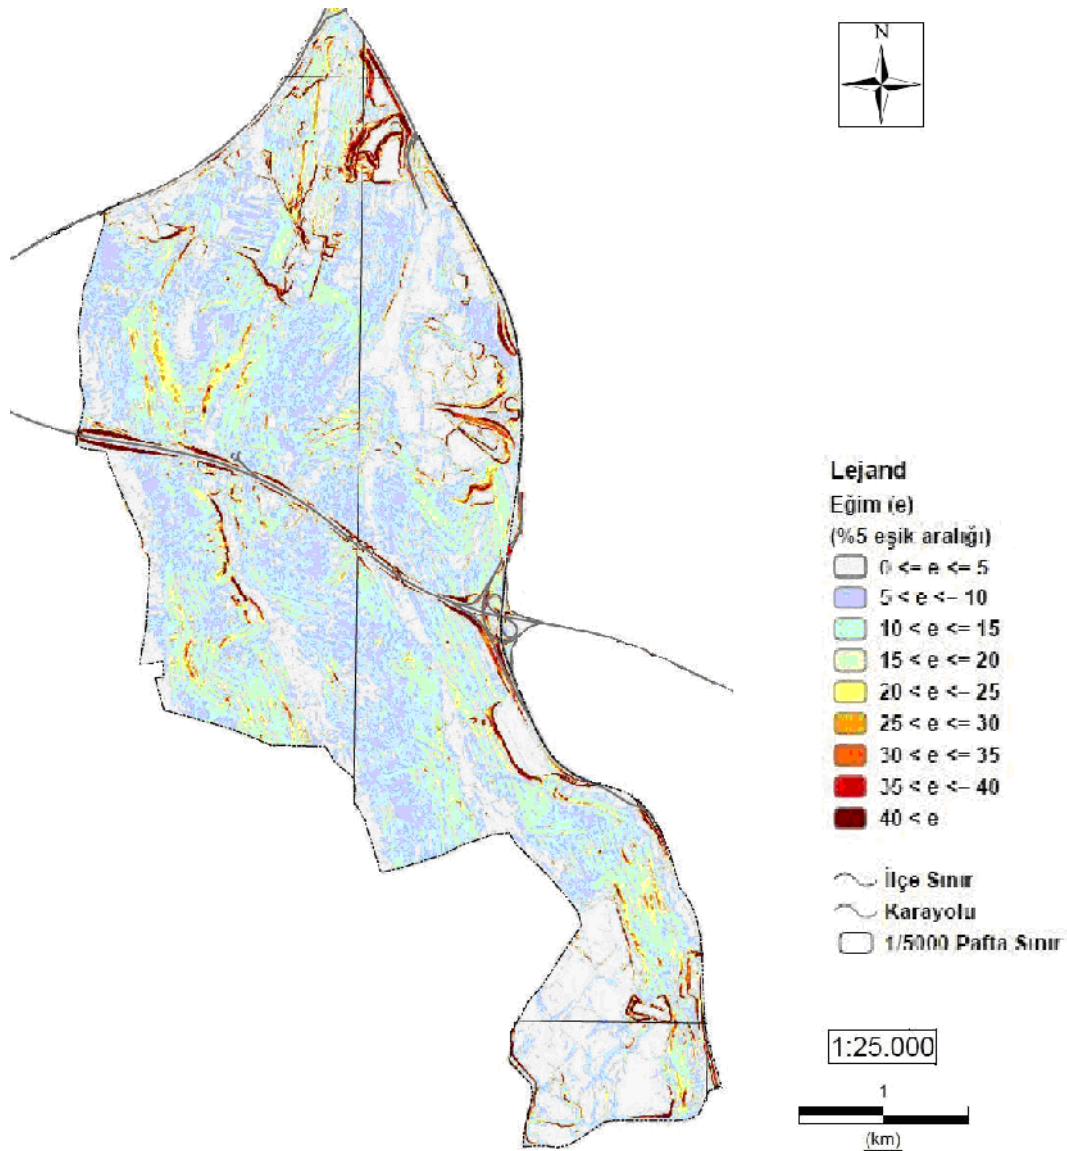 N
Lejand
Eğim (e)
(%5 eşik aralığı)
0 <= e <= 5
5 < e <= 10
10 < e <= 15
15 < e <= 20
20 < e <= 25
25 < e <= 30
30 < e <= 35
35 < e <= 40
40 < e
İlçe Sınır
Karayolu
1/5000 Pafta Sınır
1:25.000
1
(km)